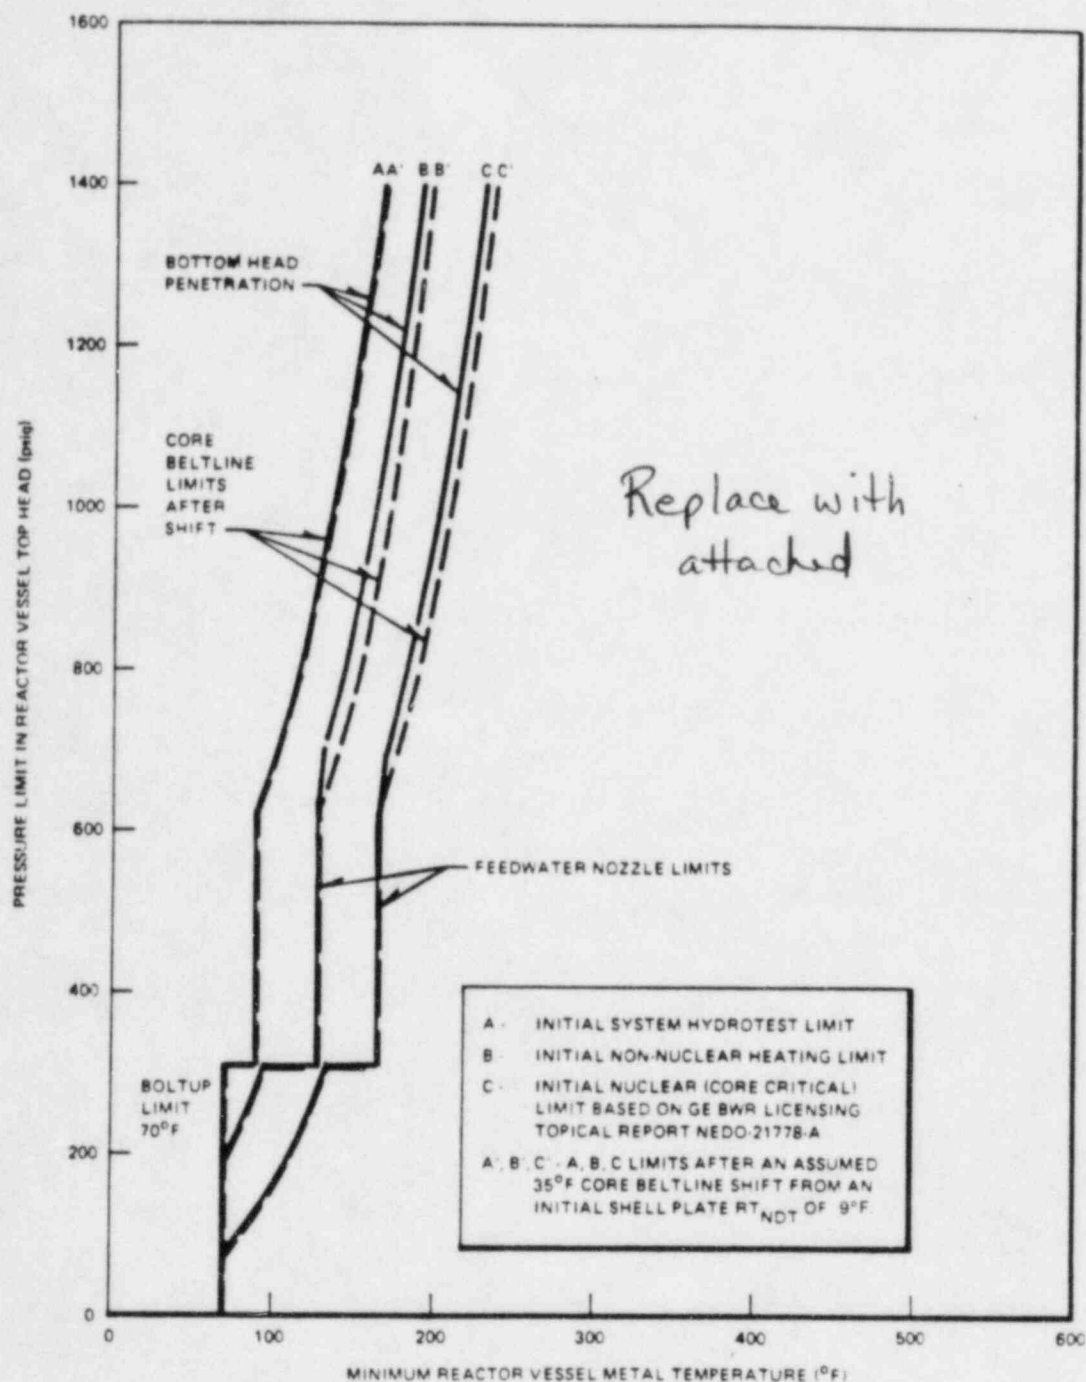 1600
1400
1200
1000
800
600
400
200
0
PRESSURE LIMIT IN REACTOR VESSEL TOP HEAD (psig)
A A' B B' C C'
BOTTOM HEAD
PENETRATION
CORE
BELTLINE
LIMITS
AFTER
SHIFT
Replace with
attached
FEEDWATER NOZZLE LIMITS
BOLTUP
LIMIT
70°F
A - INITIAL SYSTEM HYDROTEST LIMIT
B - INITIAL NON-NUCLEAR HEATING LIMIT
C - INITIAL NUCLEAR (CORE CRITICAL)
LIMIT BASED ON GE BWR LICENSING
TOPICAL REPORT NEDO-21778-A
A', B', C' - A, B, C LIMITS AFTER AN ASSUMED
35°F CORE BELTLINE SHIFT FROM AN
INITIAL SHELL PLATE RT_NDT OF 9°F.
0 100 200 300 400 500 600
MINIMUM REACTOR VESSEL METAL TEMPERATURE (°F)